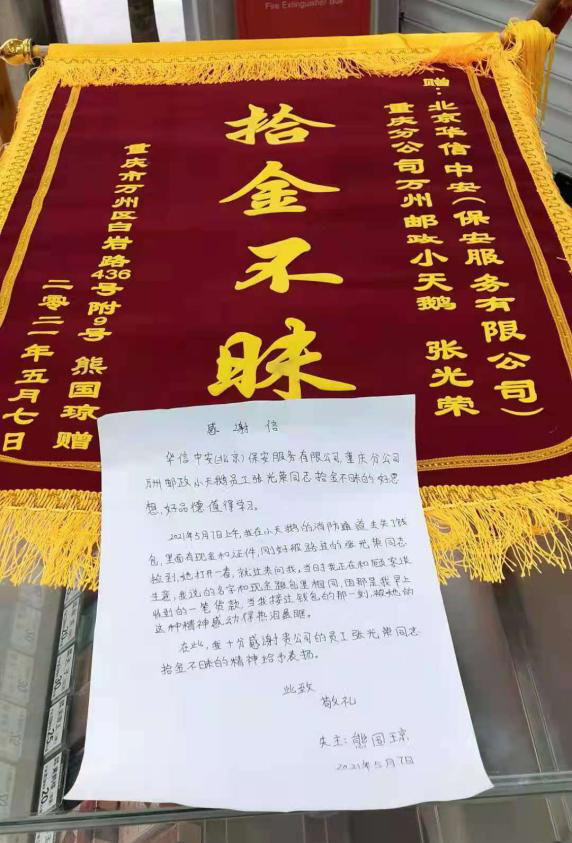 Fire Extinguisher Box
赠：北京华信中安（保安服务有限公司）
重庆分公司万州邮政小天鹅 张光荣
拾金不昧
重庆市万州区白岩路436号附9号 熊国琼 赠
二零二一年五月七日
感谢信
华信中安(北京)保安服务有限公司,重庆分公司
万州邮政小天鹅员工张光荣同志拾金不昧的好思
想,好品德值得学习。
2021年5月7日上午,我在小天鹅的消防通道丢失了钱
包,里面有现金和证件,刚好被路过的张光荣同志
捡到,她打开一看,就过来问我,当时我正在和顾客谈
生意,我说的名字和现金跟包里相同,因那是我早上
收到的一笔货款,当我接过钱包的那一刻,被她的
这种精神感动得热泪盈眶。
在此,我十分感谢贵公司的员工张光荣同志
拾金不昧的精神给予表扬。
此致
敬礼
失主:熊国琼
2021年5月7日